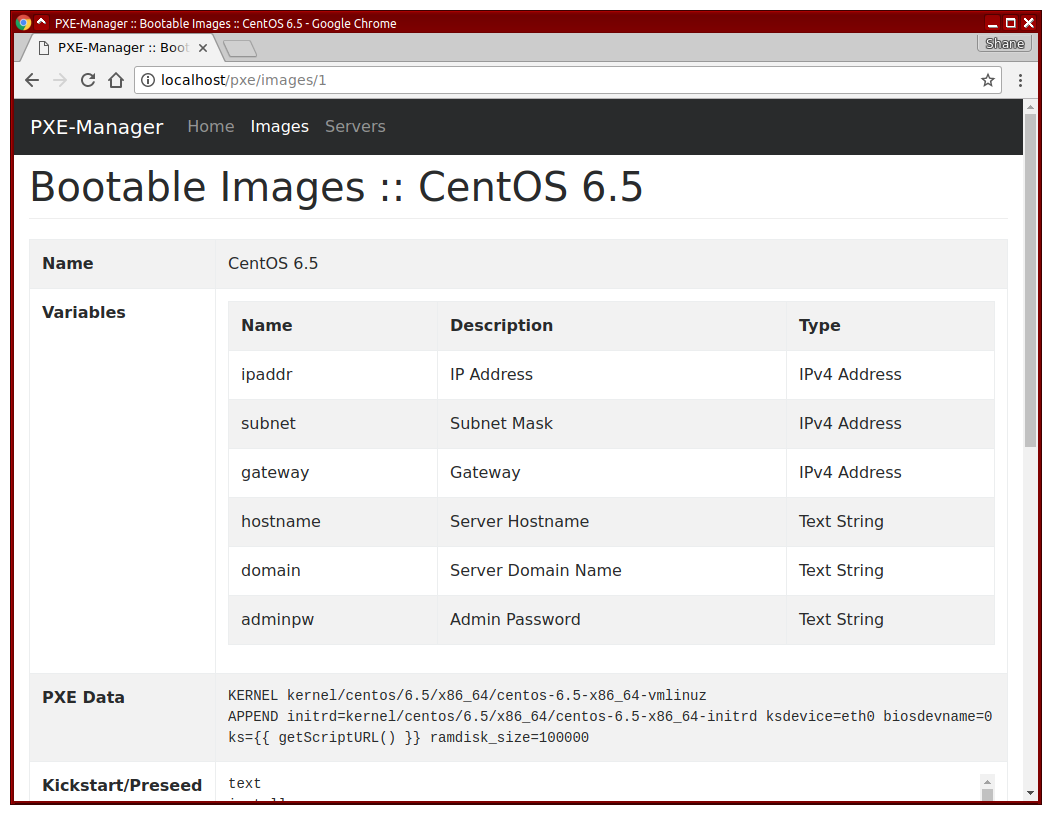 PXE-Manager :: Bootable Images :: CentOS 6.5 - Google Chrome
PXE-Manager :: Boot
Shane
localhost/pxe/images/1
PXE-Manager Home Images Servers
Bootable Images :: CentOS 6.5
Name CentOS 6.5
Variables
Name Description Type
ipaddr IP Address IPv4 Address
subnet Subnet Mask IPv4 Address
gateway Gateway IPv4 Address
hostname Server Hostname Text String
domain Server Domain Name Text String
adminpw Admin Password Text String
PXE Data
KERNEL kernel/centos/6.5/x86_64/centos-6.5-x86_64-vmlinuz
APPEND initrd=kernel/centos/6.5/x86_64/centos-6.5-x86_64-initrd ksdevice=eth0 biosdevname=0
ks={{ getScriptURL() }} ramdisk_size=100000
Kickstart/Preseed text